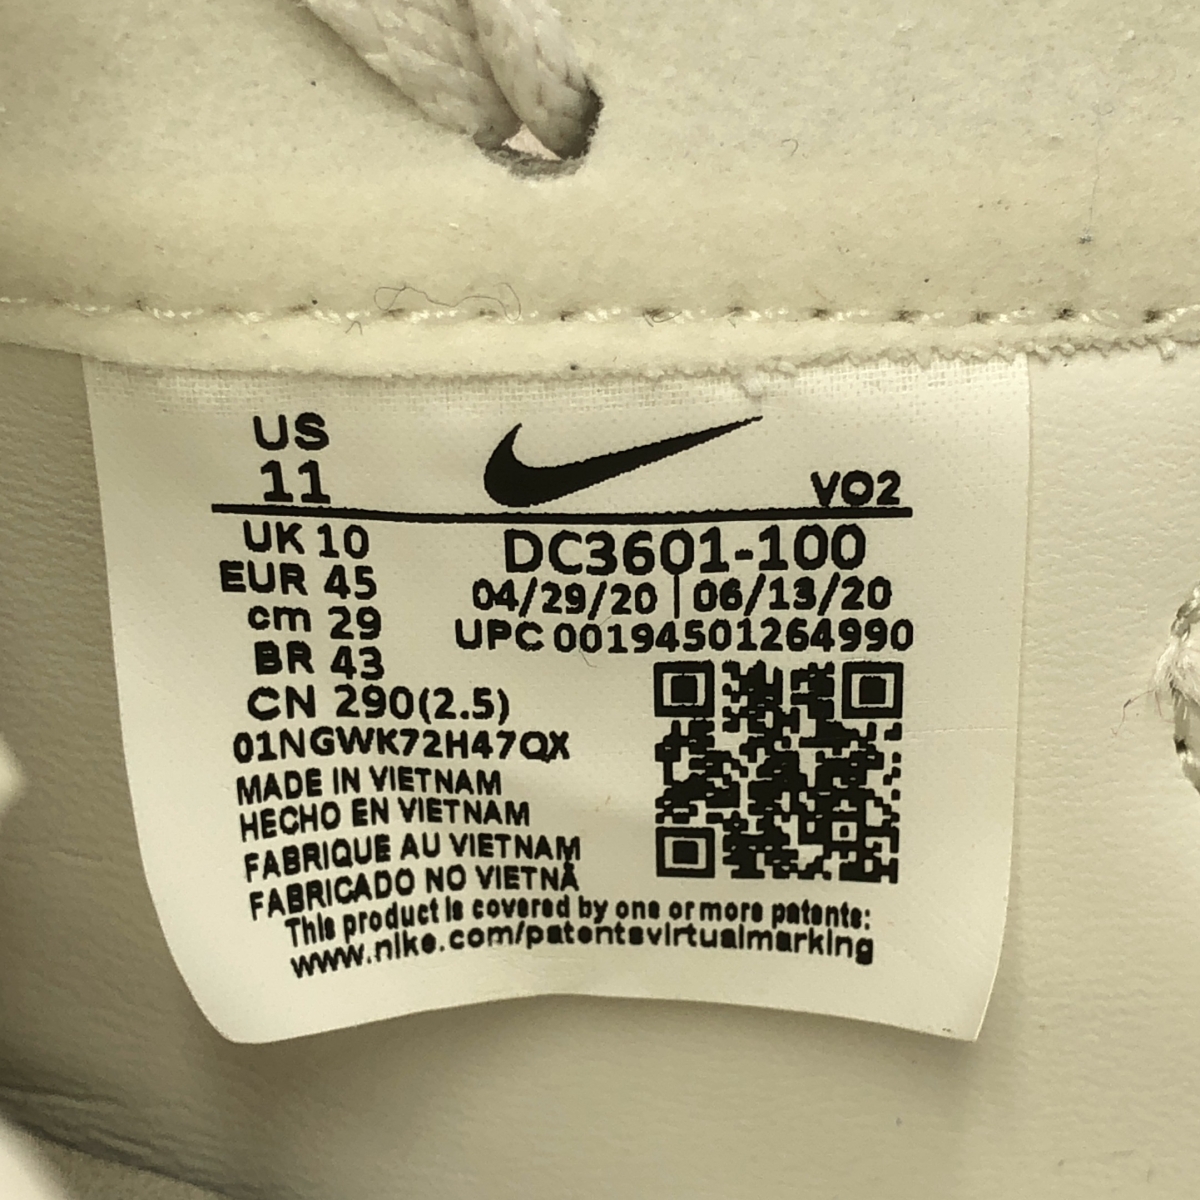 US
11
VO2
UK 10
DC3601-100
EUR 45
04/29/20 | 06/13/20
cm 29
UPC 00194501264990
BR 43
CN 290(2.5)
01NGWK72H47QX
MADE IN VIETNAM
HECHO EN VIETNAM
FABRIQUE AU VIETNAM
FABRICADO NO VIETNÃ
This product is covered by one or more patents:
www.nike.com/patentsvirtualmarking